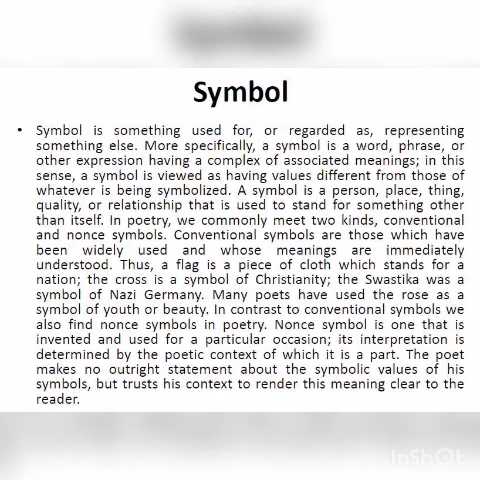 Symbol
Symbol
• Symbol is something used for, or regarded as, representing
something else. More specifically, a symbol is a word, phrase, or
other expression having a complex of associated meanings; in this
sense, a symbol is viewed as having values different from those of
whatever is being symbolized. A symbol is a person, place, thing,
quality, or relationship that is used to stand for something other
than itself. In poetry, we commonly meet two kinds, conventional
and nonce symbols. Conventional symbols are those which have
been widely used and whose meanings are immediately
understood. Thus, a flag is a piece of cloth which stands for a
nation; the cross is a symbol of Christianity; the Swastika was a
symbol of Nazi Germany. Many poets have used the rose as a
symbol of youth or beauty. In contrast to conventional symbols we
also find nonce symbols in poetry. Nonce symbol is one that is
invented and used for a particular occasion; its interpretation is
determined by the poetic context of which it is a part. The poet
makes no outright statement about the symbolic values of his
symbols, but trusts his context to render this meaning clear to the
reader.
InShOt